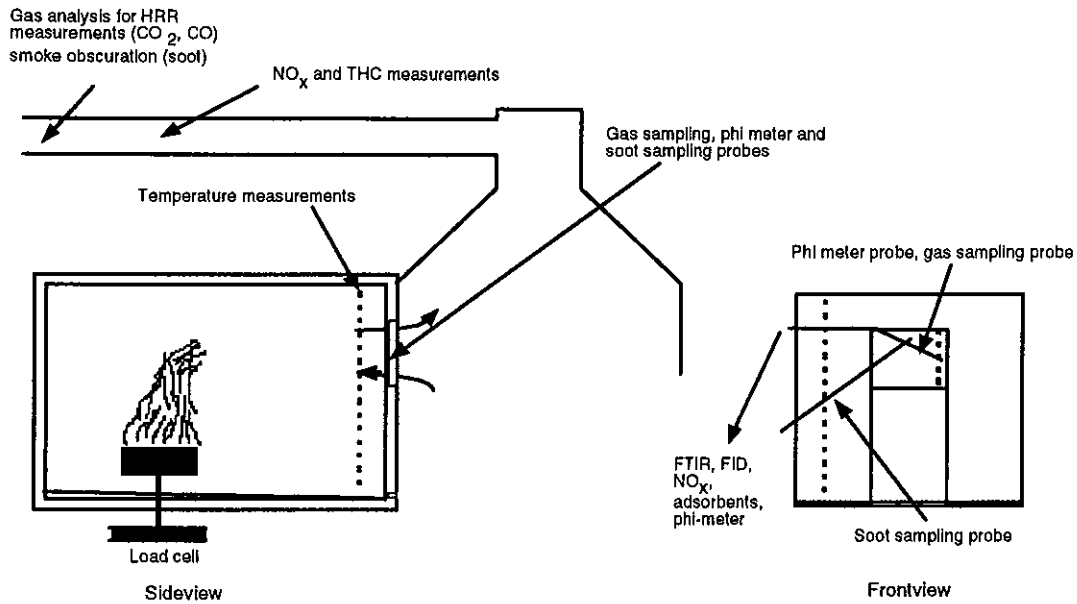 Gas analysis for HRR
measurements (CO 2, CO)
smoke obscuration (soot)
NOx and THC measurements
Gas sampling, phi meter and
soot sampling probes
Temperature measurements
Phi meter probe, gas sampling probe
FTIR, FID,
NOx,
adsorbents,
phi-meter
Soot sampling probe
Load cell
Sideview
Frontview